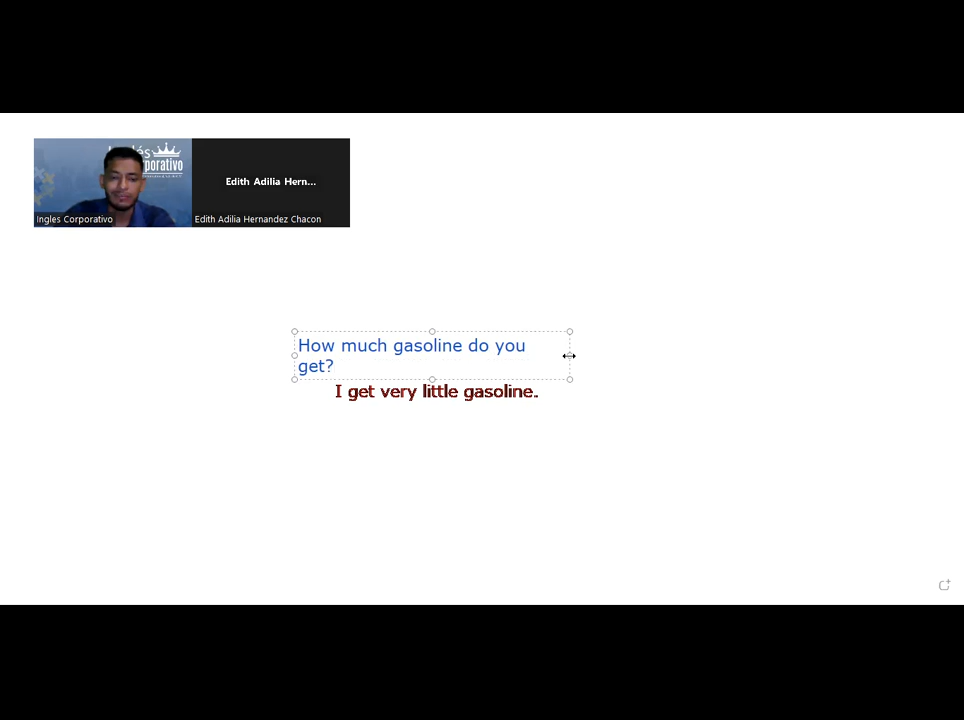 Inglés
Corporativo
Edith Adilia Hern...
Ingles Corporativo
Edith Adilia Hernandez Chacon
How much gasoline do you
get?
I get very little gasoline.